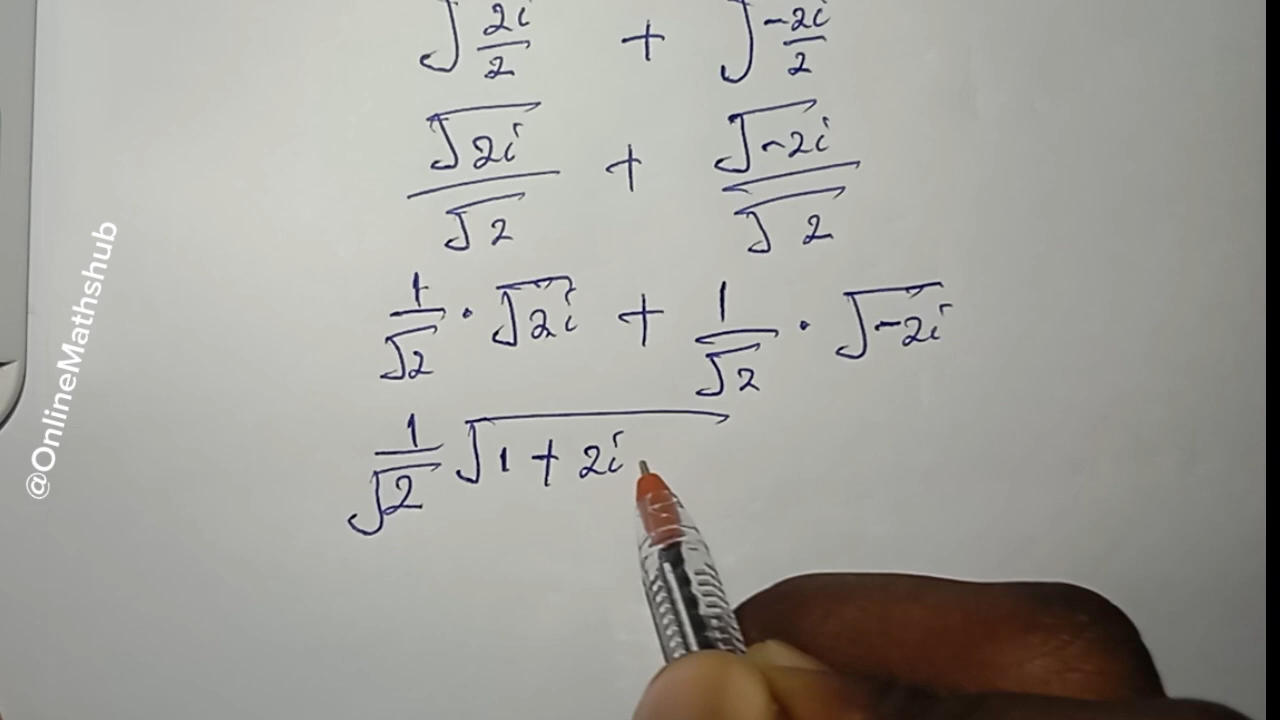 √2i/2 + √-2i/2
√2i/√2 + √-2i/√2
1/√2 · √2i + 1/√2 · √-2i
1/√2 √1 + 2i
@OnlineMathshub